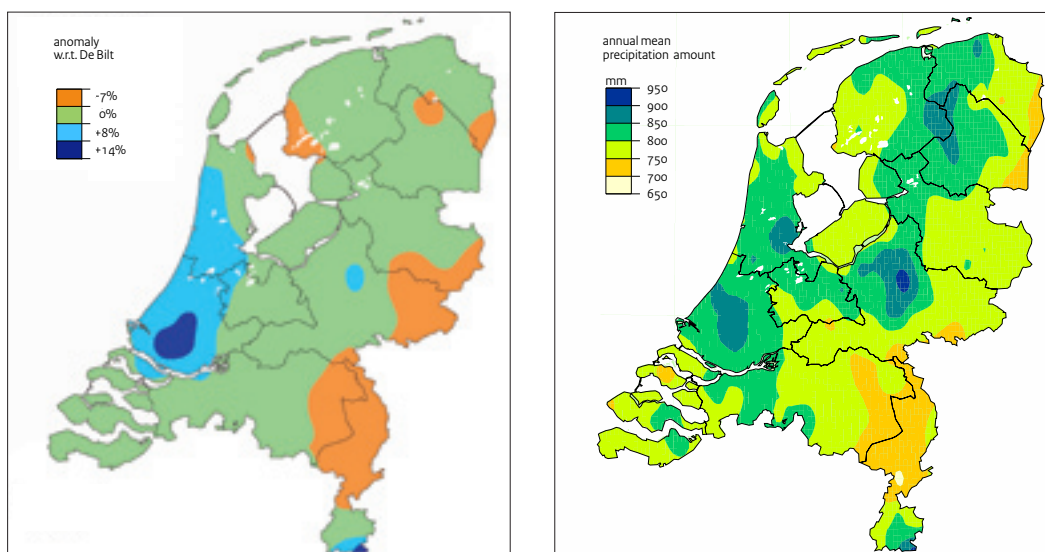 anomaly
w.r.t. De Bilt
-7%
0%
+8%
+14%
annual mean
precipitation amount
mm
950
900
850
800
750
700
650